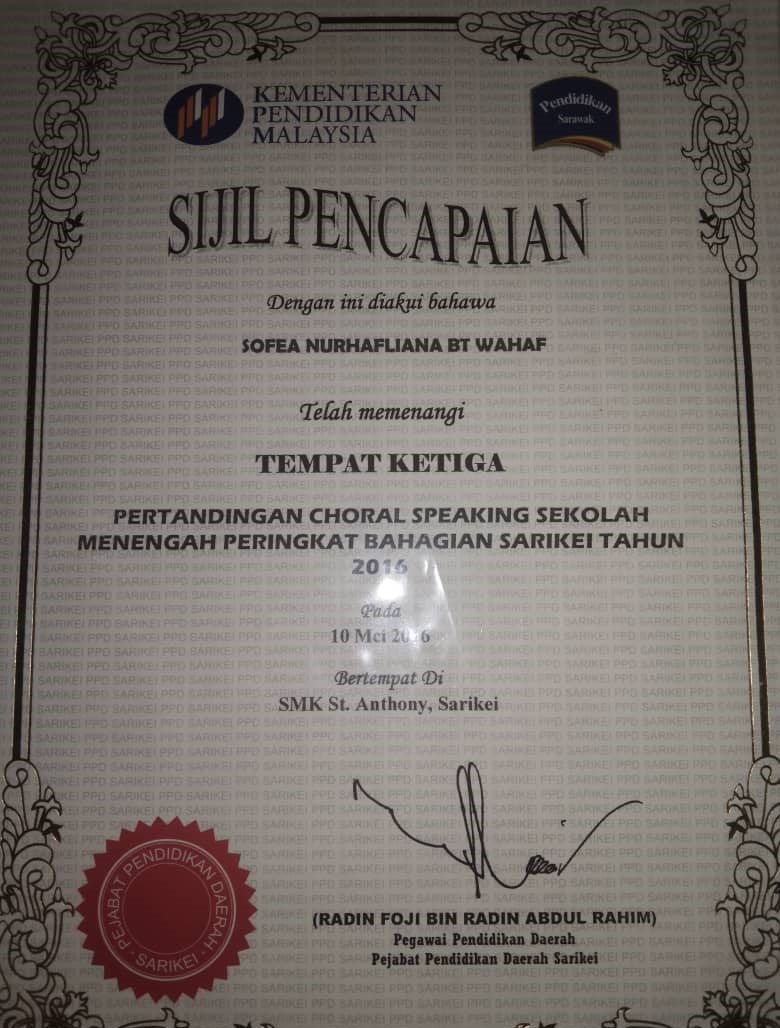 KEMENTERIAN
PENDIDIKAN
MALAYSIA
Pendidikan
Sarawak
SIJIL PENCAPAIAN
Dengan ini diakui bahawa
SOFEA NURHAFLIANA BT WAHAF
Telah memenangi
TEMPAT KETIGA
PERTANDINGAN CHORAL SPEAKING SEKOLAH
MENENGAH PERINGKAT BAHAGIAN SARIKEI TAHUN
2016
Pada
10 Mei 2016
Bertempat Di
SMK St. Anthony, Sarikei
(RADIN FOJI BIN RADIN ABDUL RAHIM)
Pegawai Pendidikan Daerah
Pejabat Pendidikan Daerah Sarikei
PEJABAT PENDIDIKAN DAERAH
- SARIKEI -